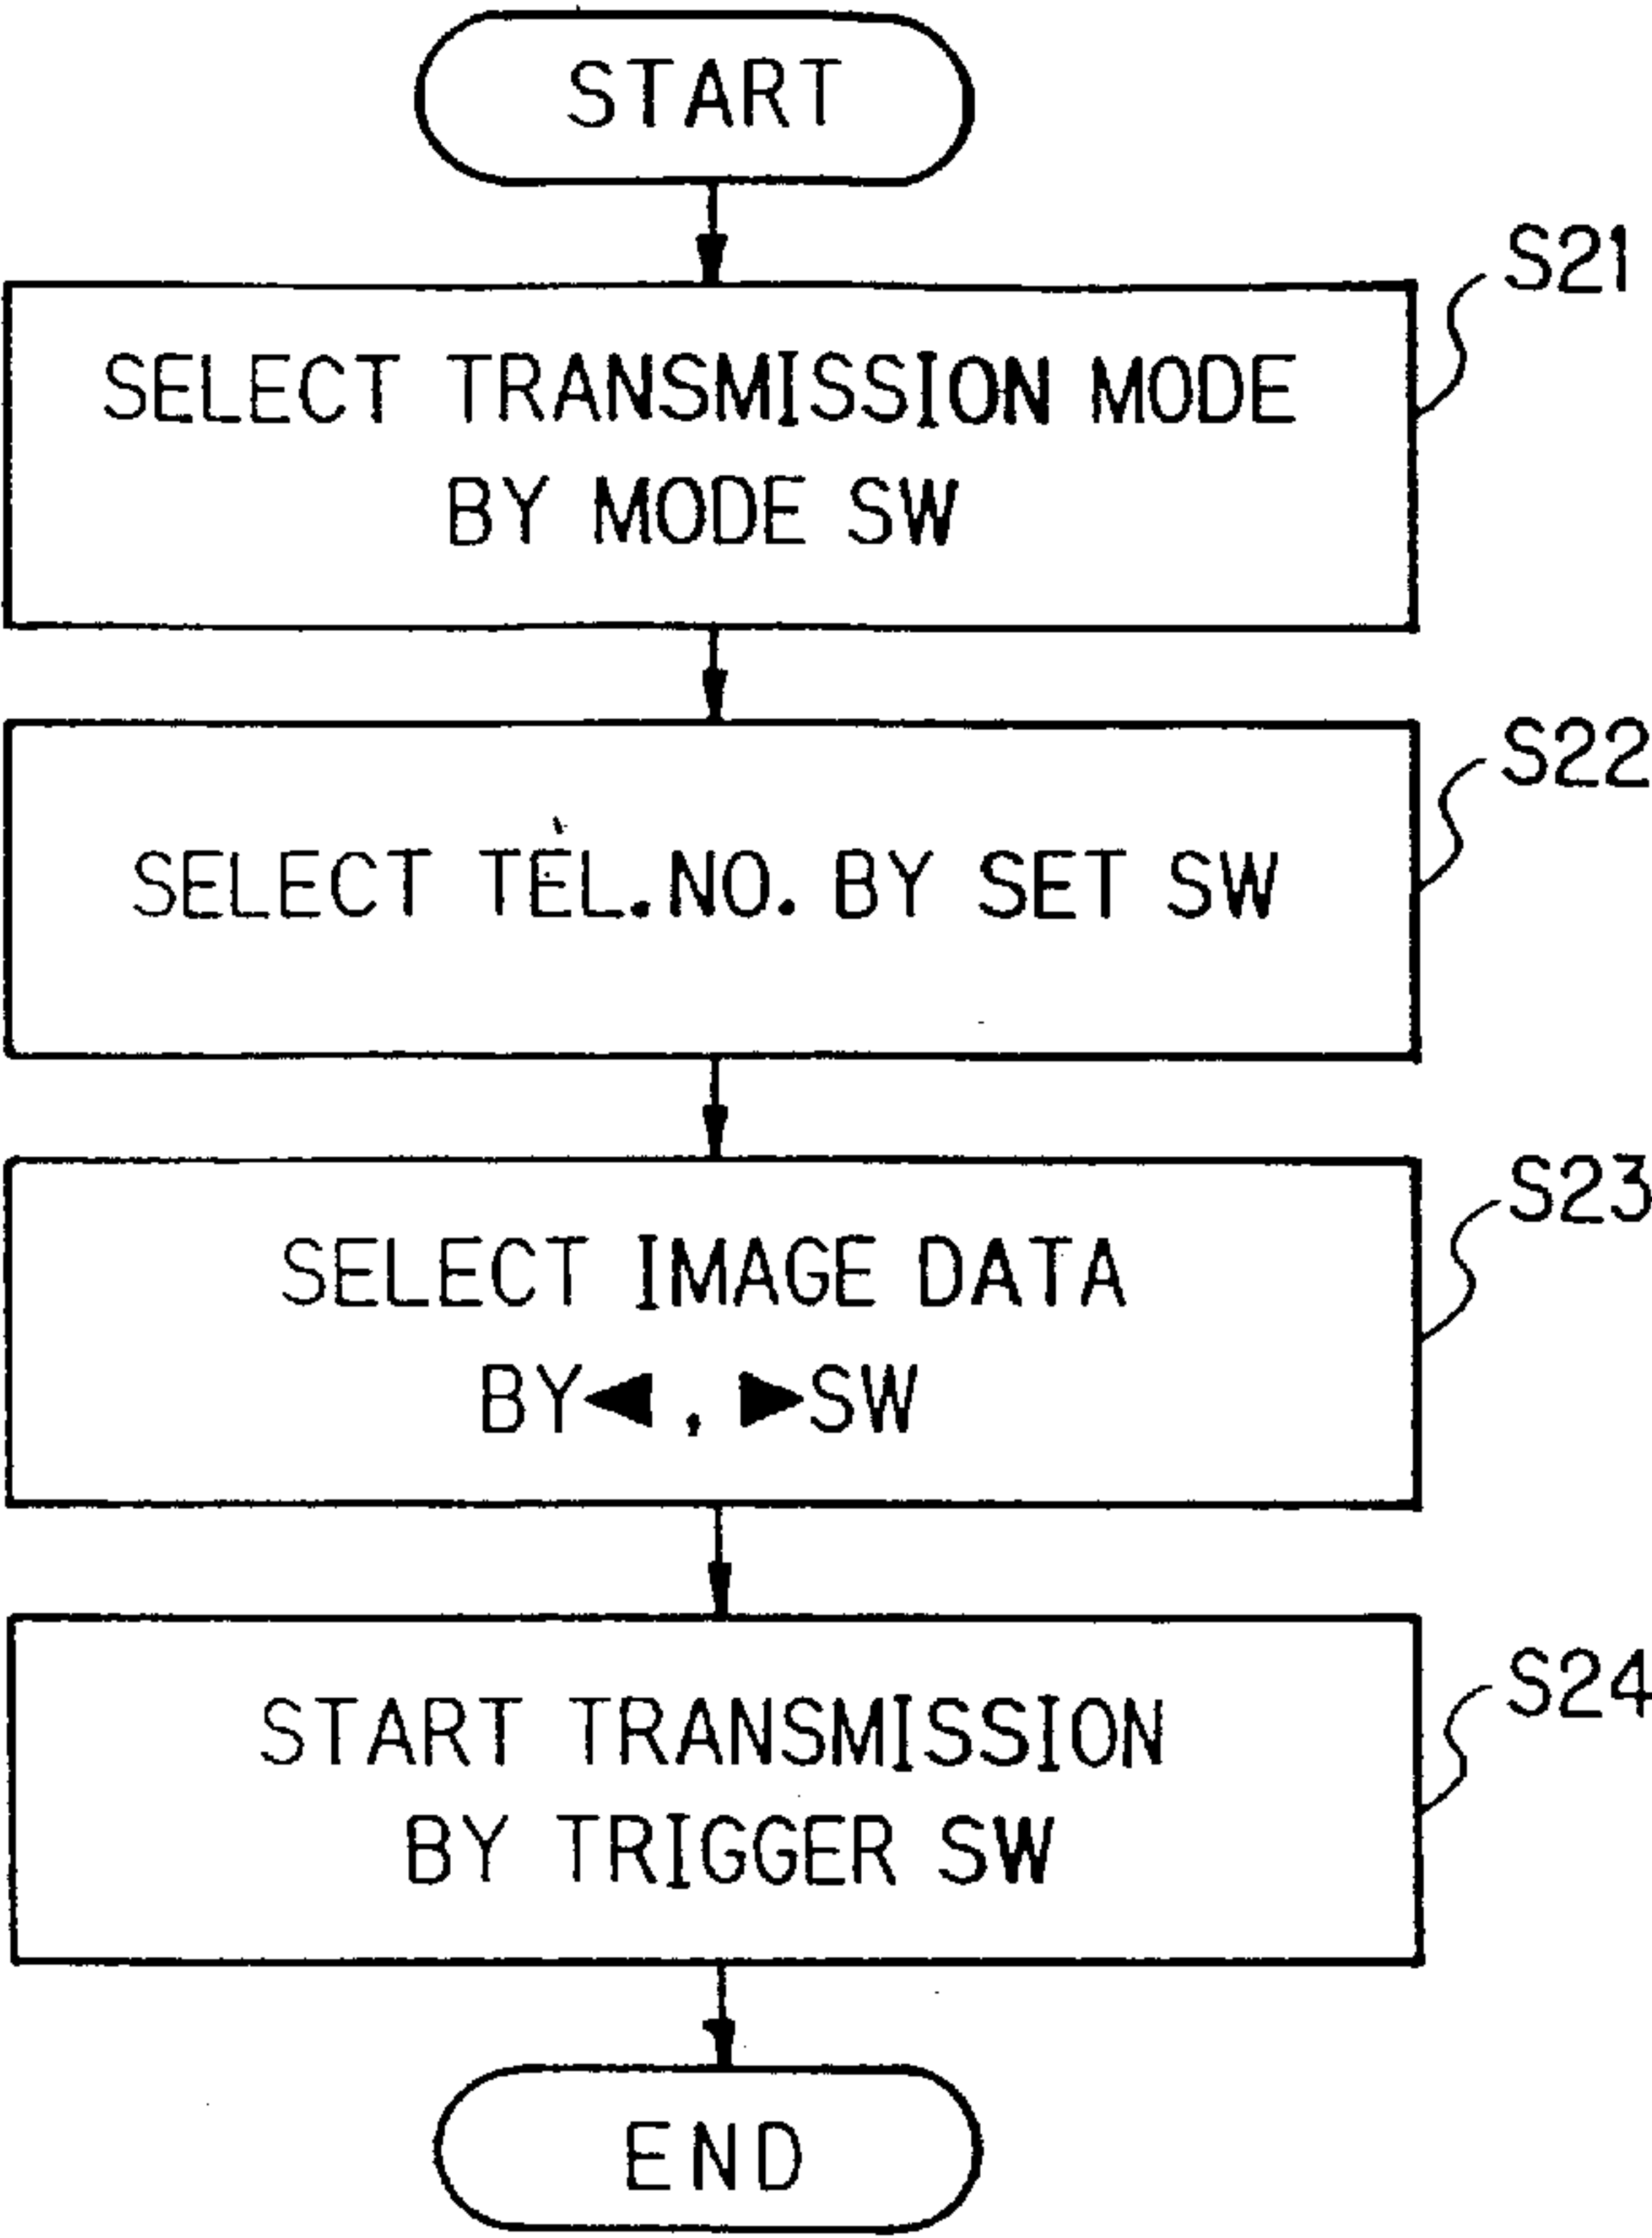 START
S21
SELECT TRANSMISSION MODE
BY MODE SW
S22
SELECT TEL.NO. BY SET SW
S23
SELECT IMAGE DATA
BY◀, ▶SW
S24
START TRANSMISSION
BY TRIGGER SW
END